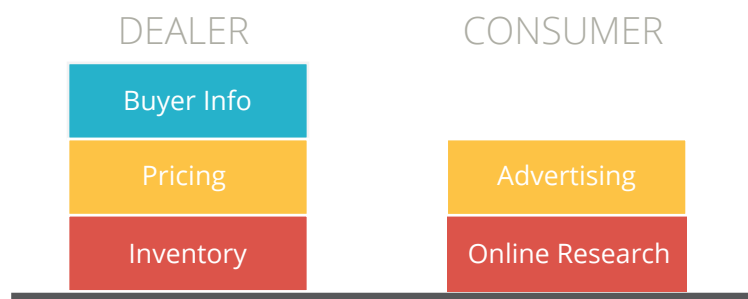 DEALER
CONSUMER
Buyer Info
Pricing
Advertising
Inventory
Online Research